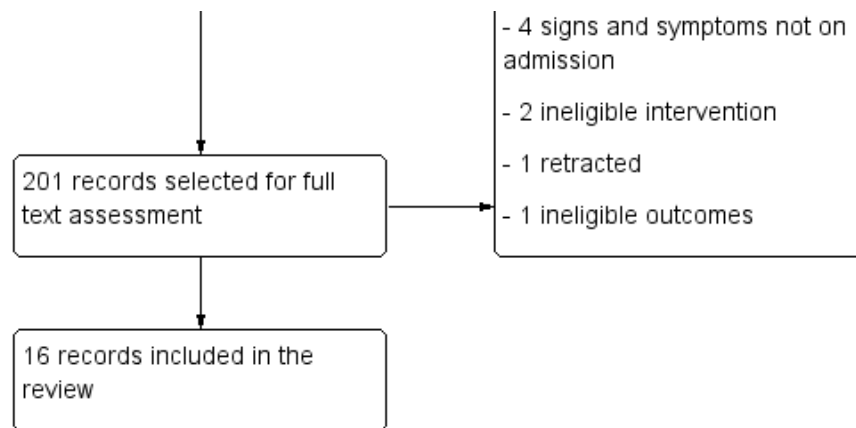 - 4 signs and symptoms not on
admission
- 2 ineligible intervention
- 1 retracted
- 1 ineligible outcomes
201 records selected for full
text assessment
16 records included in the
review